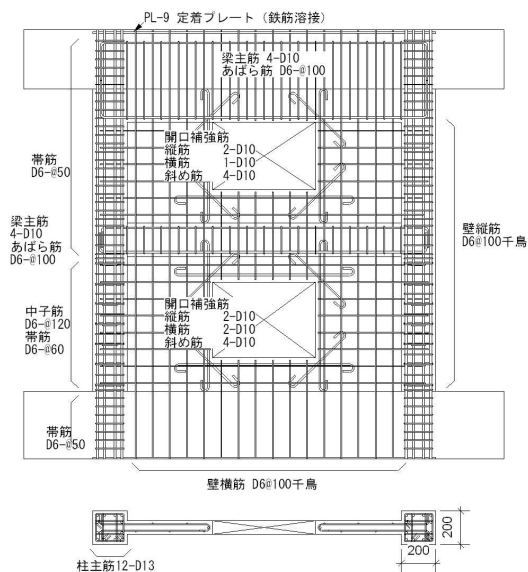 PL-9 定着プレート（鉄筋溶接）
梁主筋 4-D10
あばら筋 D6-@100
開口補強筋
縦筋 2-D10
横筋 1-D10
斜め筋 4-D10
帯筋
D6-@50
梁主筋
4-D10
あばら筋
D6-@100
壁縦筋
D6@100千鳥
中子筋
D6-@120
帯筋
D6-@60
開口補強筋
縦筋 2-D10
横筋 2-D10
斜め筋 4-D10
帯筋
D6-@50
壁横筋 D6@100千鳥
200
200
柱主筋12-D13